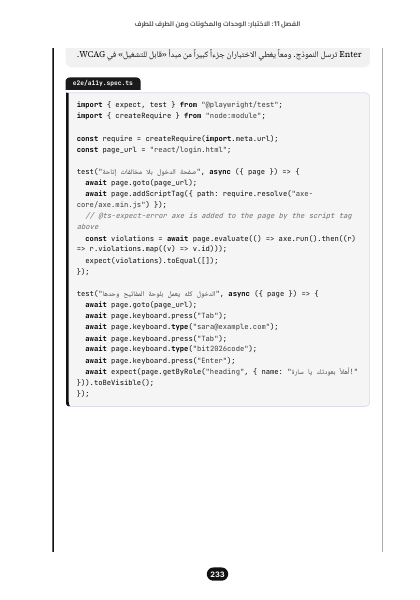 الفصل 11: الاختبار: الوحدات والمكونات ومن الطرف للطرف
Enter ترسل النموذج. ومعاً يغطي الاختباران جزءاً كبيراً من مبدأ «قابل للتشغيل» في WCAG.
e2e/a11y.spec.ts
import { expect, test } from "@playwright/test";
import { createRequire } from "node:module";
const require = createRequire(import.meta.url);
const page_url = "react/login.html";
test("صفحة الدخول بلا مخالفات إتاحة", async ({ page }) => {
await page.goto(page_url);
await page.addScriptTag({ path: require.resolve("axe-
core/axe.min.js") });
// @ts-expect-error axe is added to the page by the script tag
above
const violations = await page.evaluate(() => axe.run().then((r)
=> r.violations.map((v) => v.id)));
expect(violations).toEqual([]);
});
test("الدخول كله يعمل بلوحة المفاتيح وحدها", async ({ page }) => {
await page.goto(page_url);
await page.keyboard.press("Tab");
await page.keyboard.type("sara@example.com");
await page.keyboard.press("Tab");
await page.keyboard.type("bit2026code");
await page.keyboard.press("Enter");
await expect(page.getByRole("heading", { name: "أهلاً بعودتك يا سارة!"
})).toBeVisible();
});
233